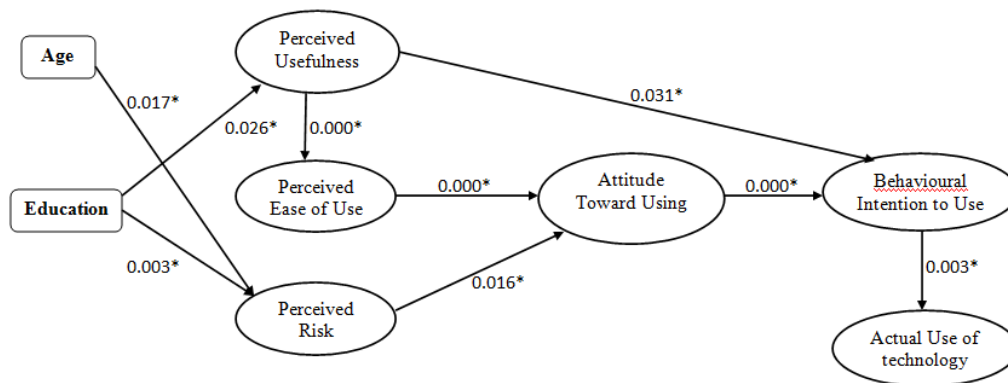 Age
Perceived
Usefulness
0.017*
0.026*
0.000*
0.031*
Education
Perceived
Ease of Use
0.000*
Attitude
Toward Using
0.000*
Behavioural
Intention to Use
0.003*
Perceived
Risk
0.016*
0.003*
Actual Use of
technology